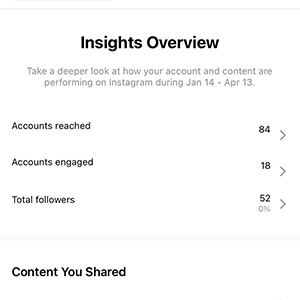 Insights Overview
Take a deeper look at how your account and content are
performing on Instagram during Jan 14 - Apr 13.
Accounts reached 84
Accounts engaged 18
Total followers 52
0%
Content You Shared